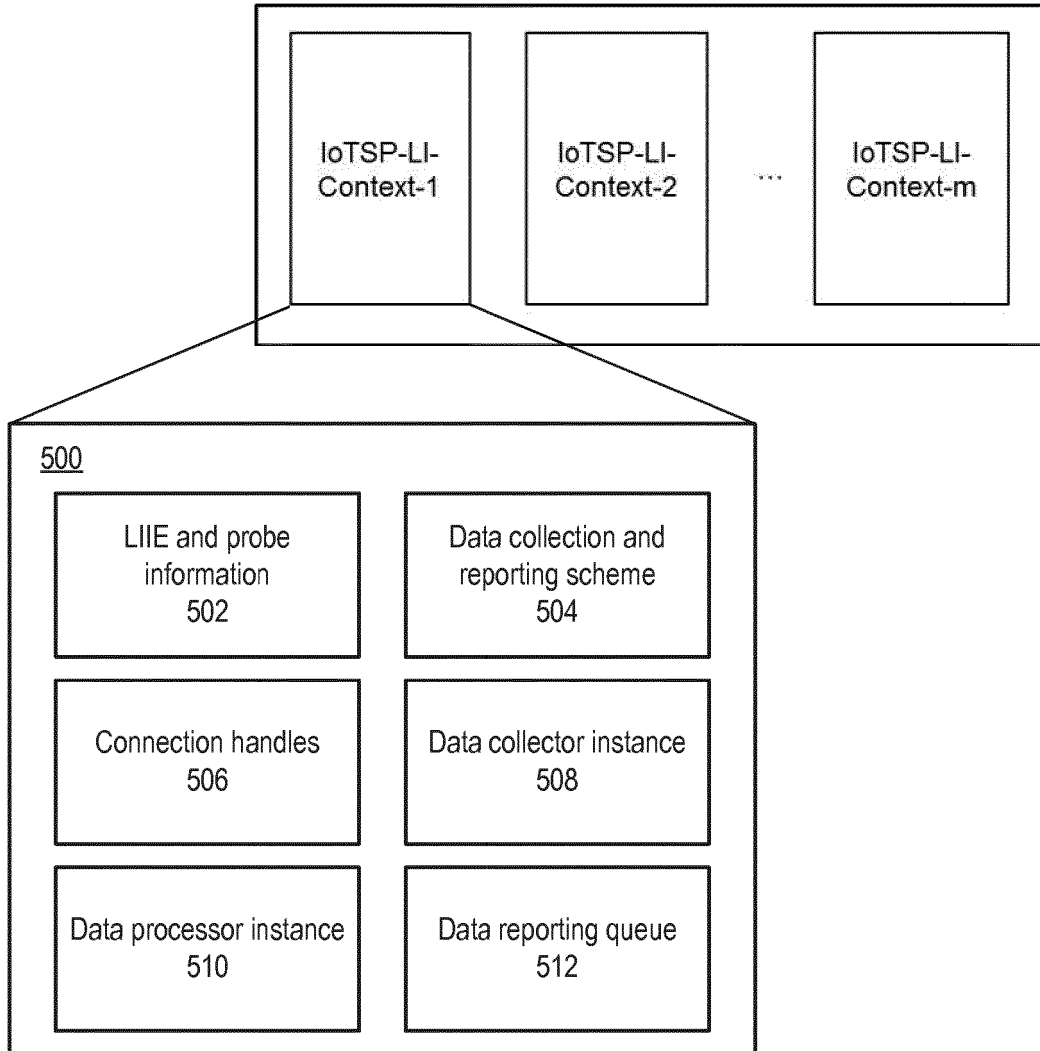 IoTSP-LI-
Context-1
IoTSP-LI-
Context-2
...
IoTSP-LI-
Context-m
500
LIIE and probe
information
502
Data collection and
reporting scheme
504
Connection handles
506
Data collector instance
508
Data processor instance
510
Data reporting queue
512